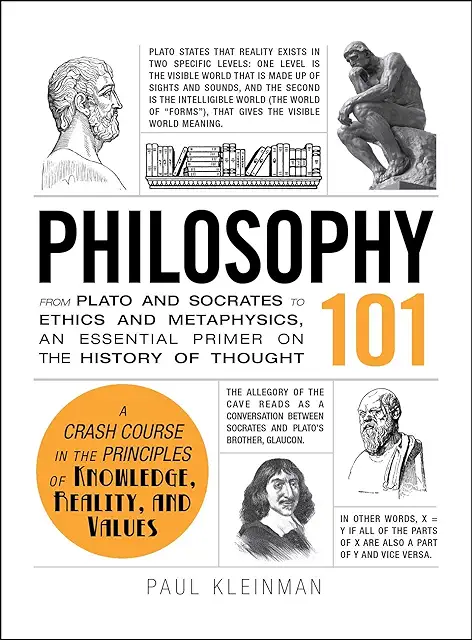 PLATO STATES THAT REALITY EXISTS IN
TWO SPECIFIC LEVELS: ONE LEVEL IS
THE VISIBLE WORLD THAT IS MADE UP OF
SIGHTS AND SOUNDS, AND THE SECOND
IS THE INTELLIGIBLE WORLD (THE WORLD
OF “FORMS”), THAT GIVES THE VISIBLE
WORLD MEANING.
PHILOSOPHY
101
FROM PLATO AND SOCRATES TO
ETHICS AND METAPHYSICS,
AN ESSENTIAL PRIMER ON
THE HISTORY OF THOUGHT
A
CRASH COURSE
IN THE PRINCIPLES
OF KNOWLEDGE,
REALITY, AND
VALUES
THE ALLEGORY OF THE
CAVE READS AS A
CONVERSATION BETWEEN
SOCRATES AND PLATO’S
BROTHER, GLAUCON.
IN OTHER WORDS, X =
Y IF ALL OF THE PARTS
OF X ARE ALSO A PART
OF Y AND VICE VERSA.
PAUL KLEINMAN